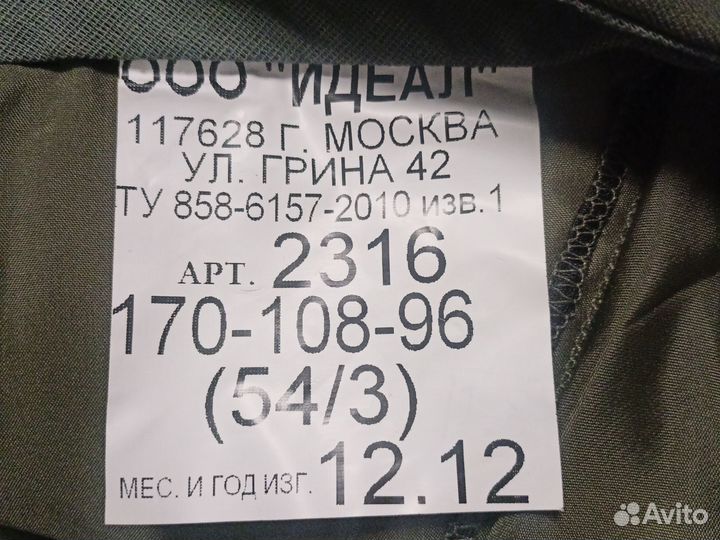 ООО "ИДЕАЛ"
117628 Г. МОСКВА
УЛ. ГРИНА 42
ТУ 858-6157-2010 изв.1
АРТ. 2316
170-108-96
(54/3)
МЕС. И ГОД ИЗГ. 12.12
Avito